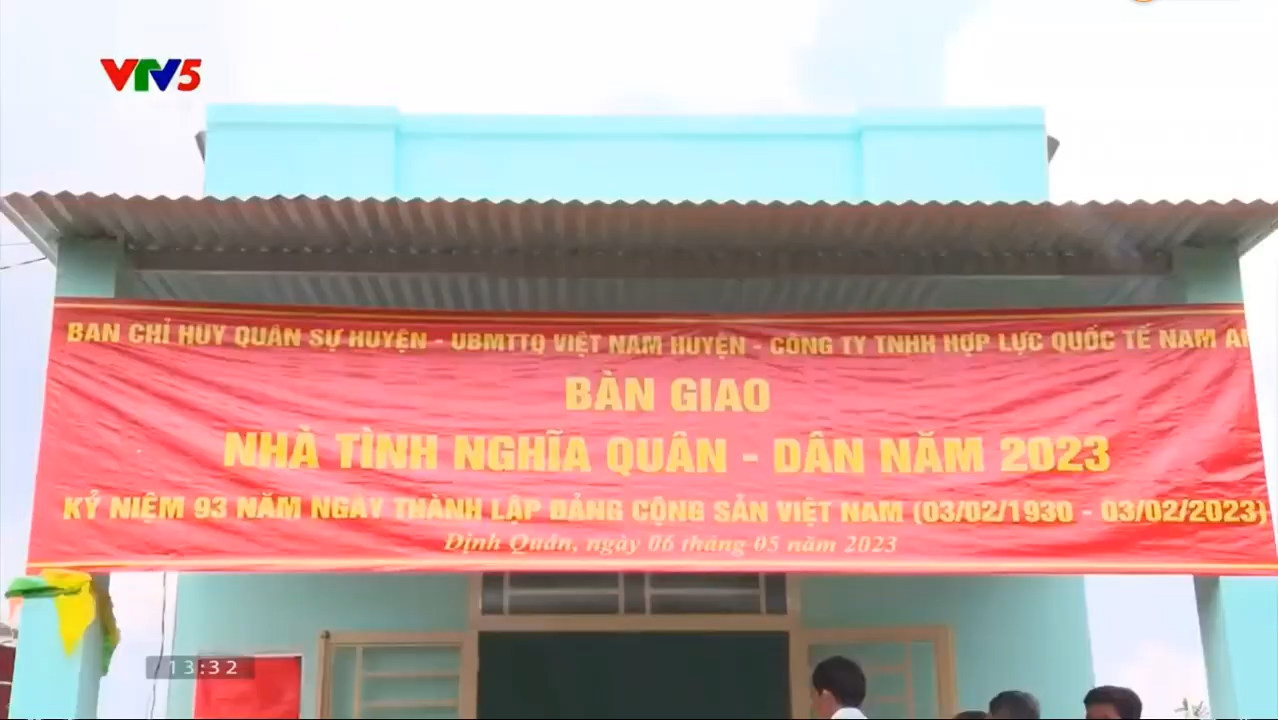 VTV5
BAN CHỈ HUY QUÂN SỰ HUYỆN - UBMTTQ VIỆT NAM HUYỆN - CÔNG TY TNHH HỢP LỰC QUỐC TẾ NAM
BÀN GIAO
NHÀ TÌNH NGHĨA QUÂN - DÂN NĂM 2023
KỶ NIỆM 93 NĂM NGÀY THÀNH LẬP ĐẢNG CỘNG SẢN VIỆT NAM (03/02/1930 - 03/02/2023)
Định Quán, ngày 06 tháng 05 năm 2023
13:32